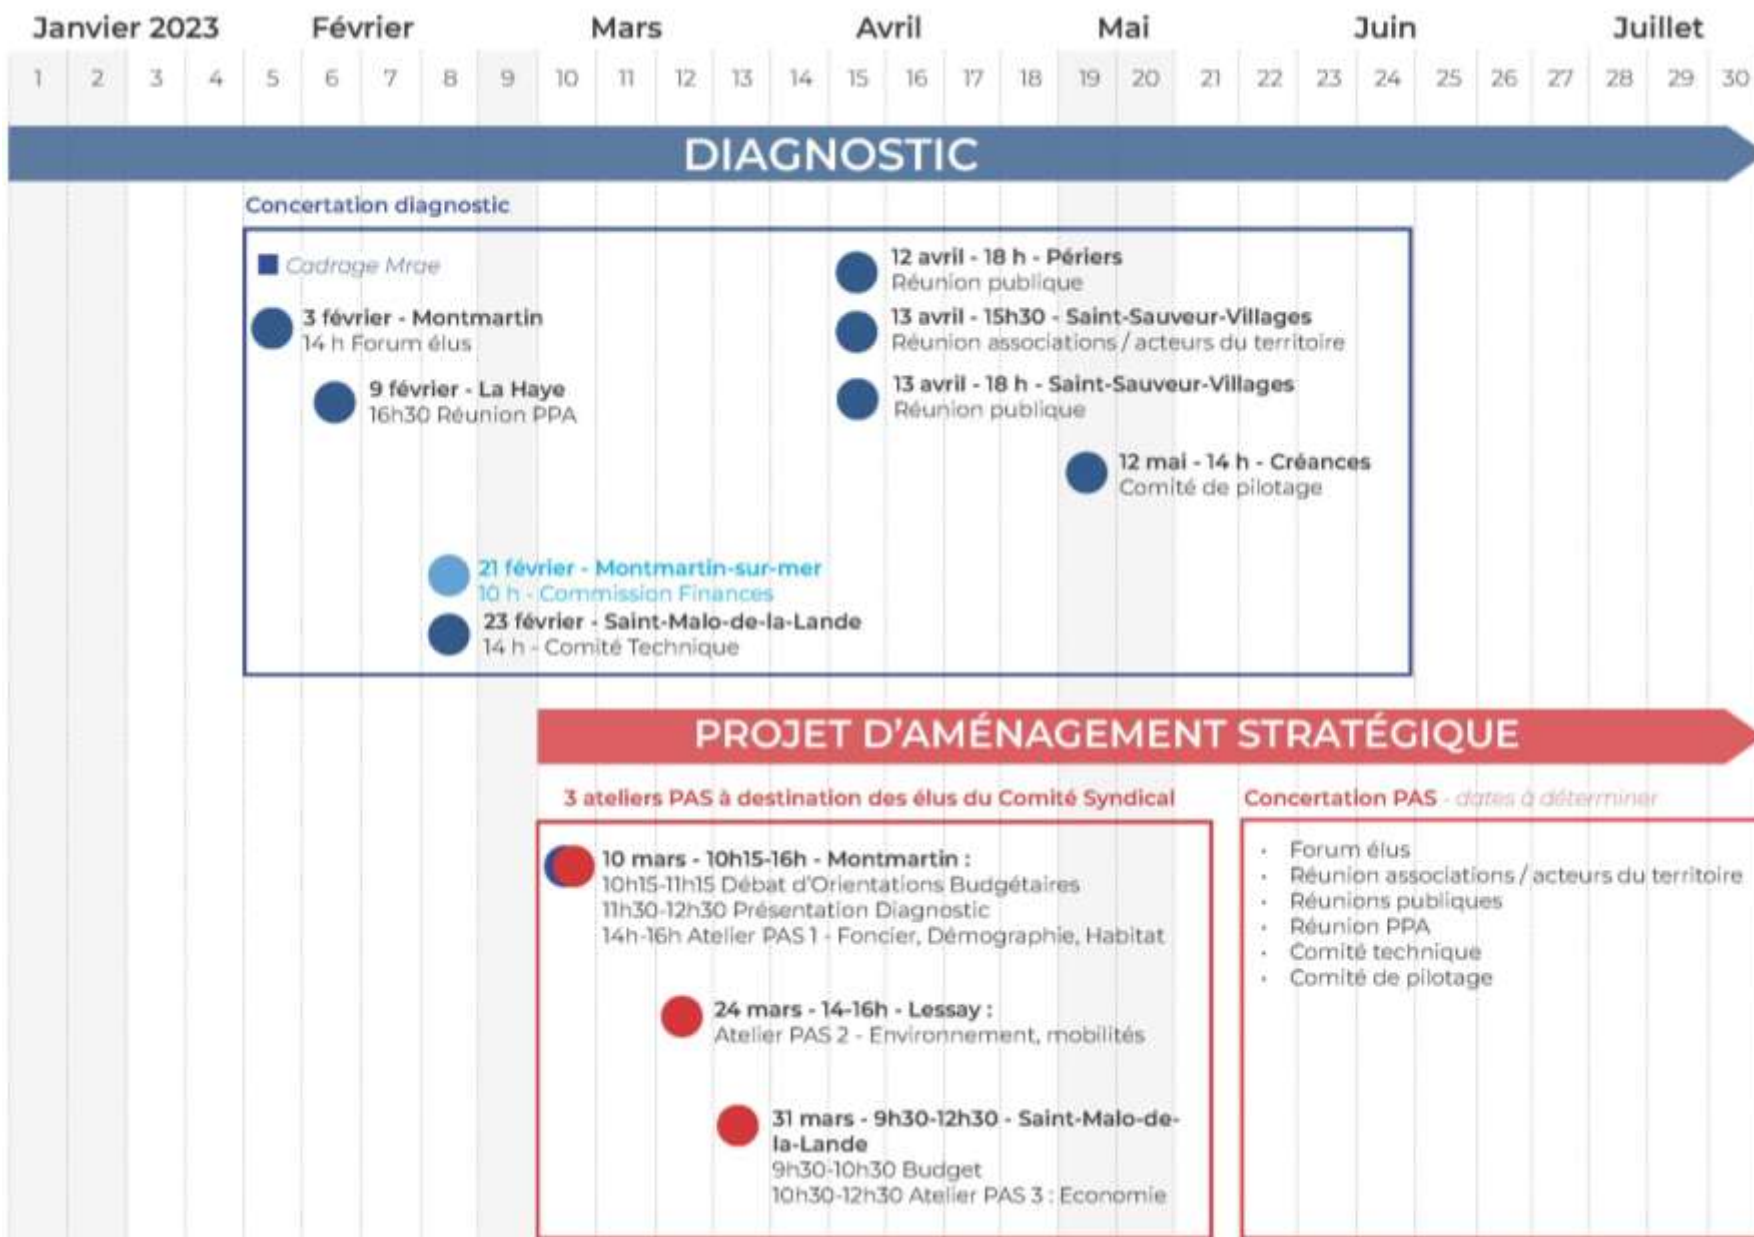 Janvier 2023 Février Mars Avril Mai Juin Juillet
1 2 3 4 5 6 7 8 9 10 11 12 13 14 15 16 17 18 19 20 21 22 23 24 25 26 27 28 29 30
DIAGNOSTIC
Concertation diagnostic
Cadrage Mrae
3 février - Montmartin
14 h Forum élus
9 février - La Haye
16h30 Réunion PPA
12 avril - 18 h - Périers
Réunion publique
13 avril - 15h30 - Saint-Sauveur-Villages
Réunion associations / acteurs du territoire
13 avril - 18 h - Saint-Sauveur-Villages
Réunion publique
12 mai - 14 h - Créances
Comité de pilotage
21 février - Montmartin-sur-mer
10 h - Commission Finances
23 février - Saint-Malo-de-la-Lande
14 h - Comité Technique
PROJET D'AMÉNAGEMENT STRATÉGIQUE
3 ateliers PAS à destination des élus du Comité Syndical
10 mars - 10h15-16h - Montmartin :
10h15-11h15 Débat d'Orientations Budgétaires
11h30-12h30 Présentation Diagnostic
14h-16h Atelier PAS 1 - Foncier, Démographie, Habitat
24 mars - 14-16h - Lessay :
Atelier PAS 2 - Environnement, mobilités
31 mars - 9h30-12h30 - Saint-Malo-de-
la-Lande
9h30-10h30 Budget
10h30-12h30 Atelier PAS 3 : Economie
Concertation PAS - dates à déterminer
· Forum élus
· Réunion associations / acteurs du territoire
· Réunions publiques
· Réunion PPA
· Comité technique
· Comité de pilotage